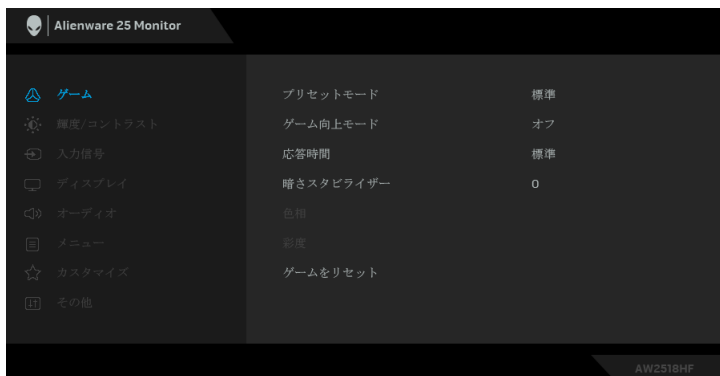 Alienware 25 Monitor
ゲーム
プリセットモード 標準
輝度/コントラスト
ゲーム向上モード オフ
入力信号
応答時間 標準
ディスプレイ
暗さスタビライザー 0
オーディオ
色相
メニュー
彩度
カスタマイズ
ゲームをリセット
その他
AW2518HF